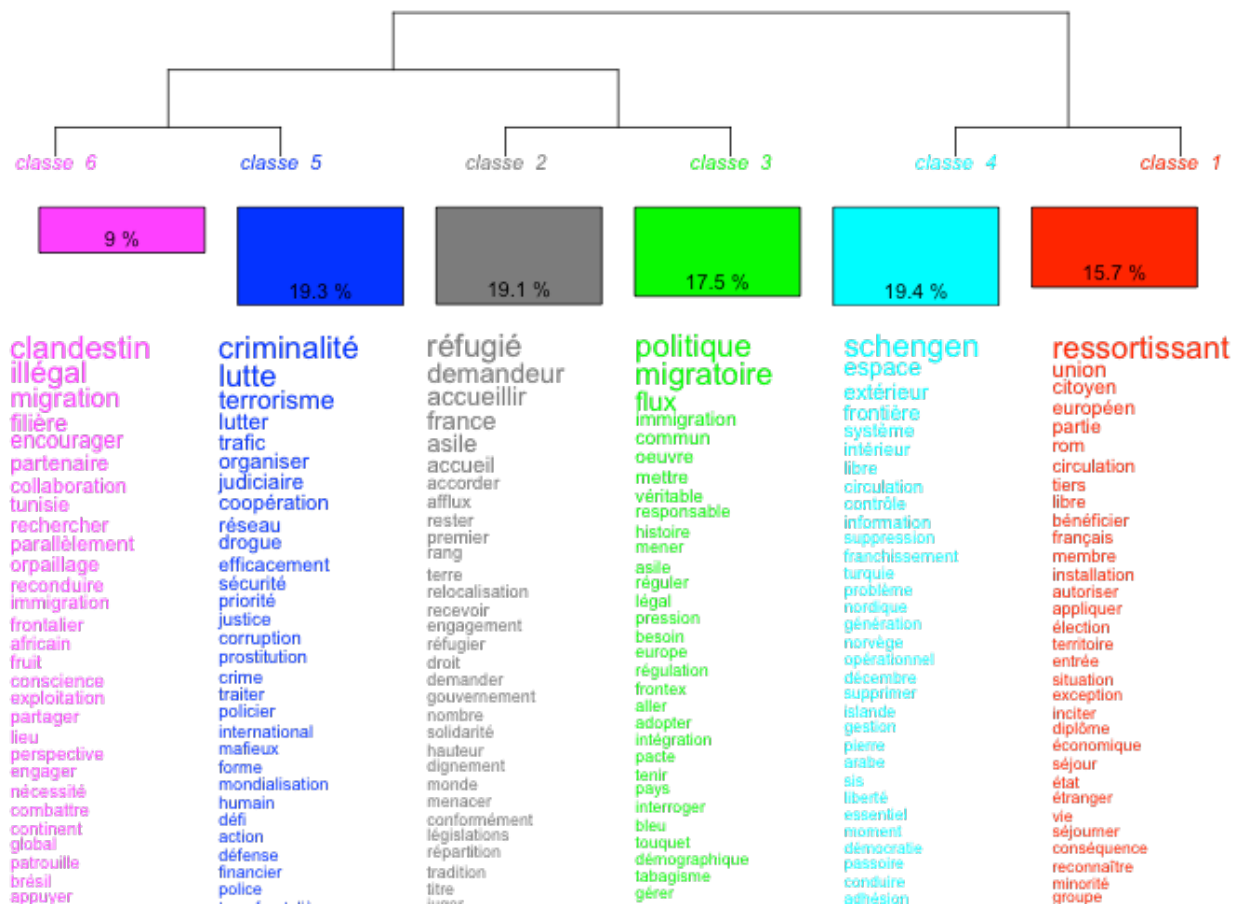 classe 6
classe 5
classe 2
classe 3
classe 4
classe 1
9 %
19.3 %
19.1 %
17.5 %
19.4 %
15.7 %
clandestin
illégal
migration
filière
encourager
partenaire
collaboration
tunisie
rechercher
parallèlement
orpaillage
reconduire
immigration
frontalier
africain
fruit
conscience
exploitation
partager
lieu
perspective
engager
nécessité
combattre
continent
global
patrouille
brésil
appuyer
criminalité
lutte
terrorisme
lutter
trafic
organiser
judiciaire
coopération
réseau
drogue
efficacement
sécurité
priorité
justice
corruption
prostitution
crime
traiter
policier
international
mafieux
forme
mondialisation
humain
défi
action
défense
financier
police
réfugié
demandeur
accueillir
france
asile
accueil
accorder
afflux
rester
premier
rang
terre
relocalisation
recevoir
engagement
réfugier
droit
demander
gouvernement
nombre
solidarité
hauteur
dignement
monde
menacer
conformément
législations
répartition
tradition
titre
politique
migratoire
flux
immigration
commun
oeuvre
mettre
véritable
responsable
histoire
mener
asile
réguler
légal
pression
besoin
europe
régulation
frontex
aller
adopter
intégration
pacte
tenir
pays
interroger
bleu
touquet
démographique
tabagisme
gérer
schengen
espace
extérieur
frontière
système
intérieur
libre
circulation
contrôle
information
suppression
franchissement
turquie
problème
nordique
génération
norvège
opérationnel
décembre
supprimer
islande
gestion
pierre
arabe
sis
liberté
essentiel
moment
démocratie
passoire
conduire
adhésion
ressortissant
union
citoyen
européen
partie
rom
circulation
tiers
libre
bénéficier
français
membre
installation
autoriser
appliquer
élection
territoire
entrée
situation
exception
inciter
diplôme
économique
séjour
état
étranger
vie
séjourner
conséquence
reconnaître
minorité
groupe